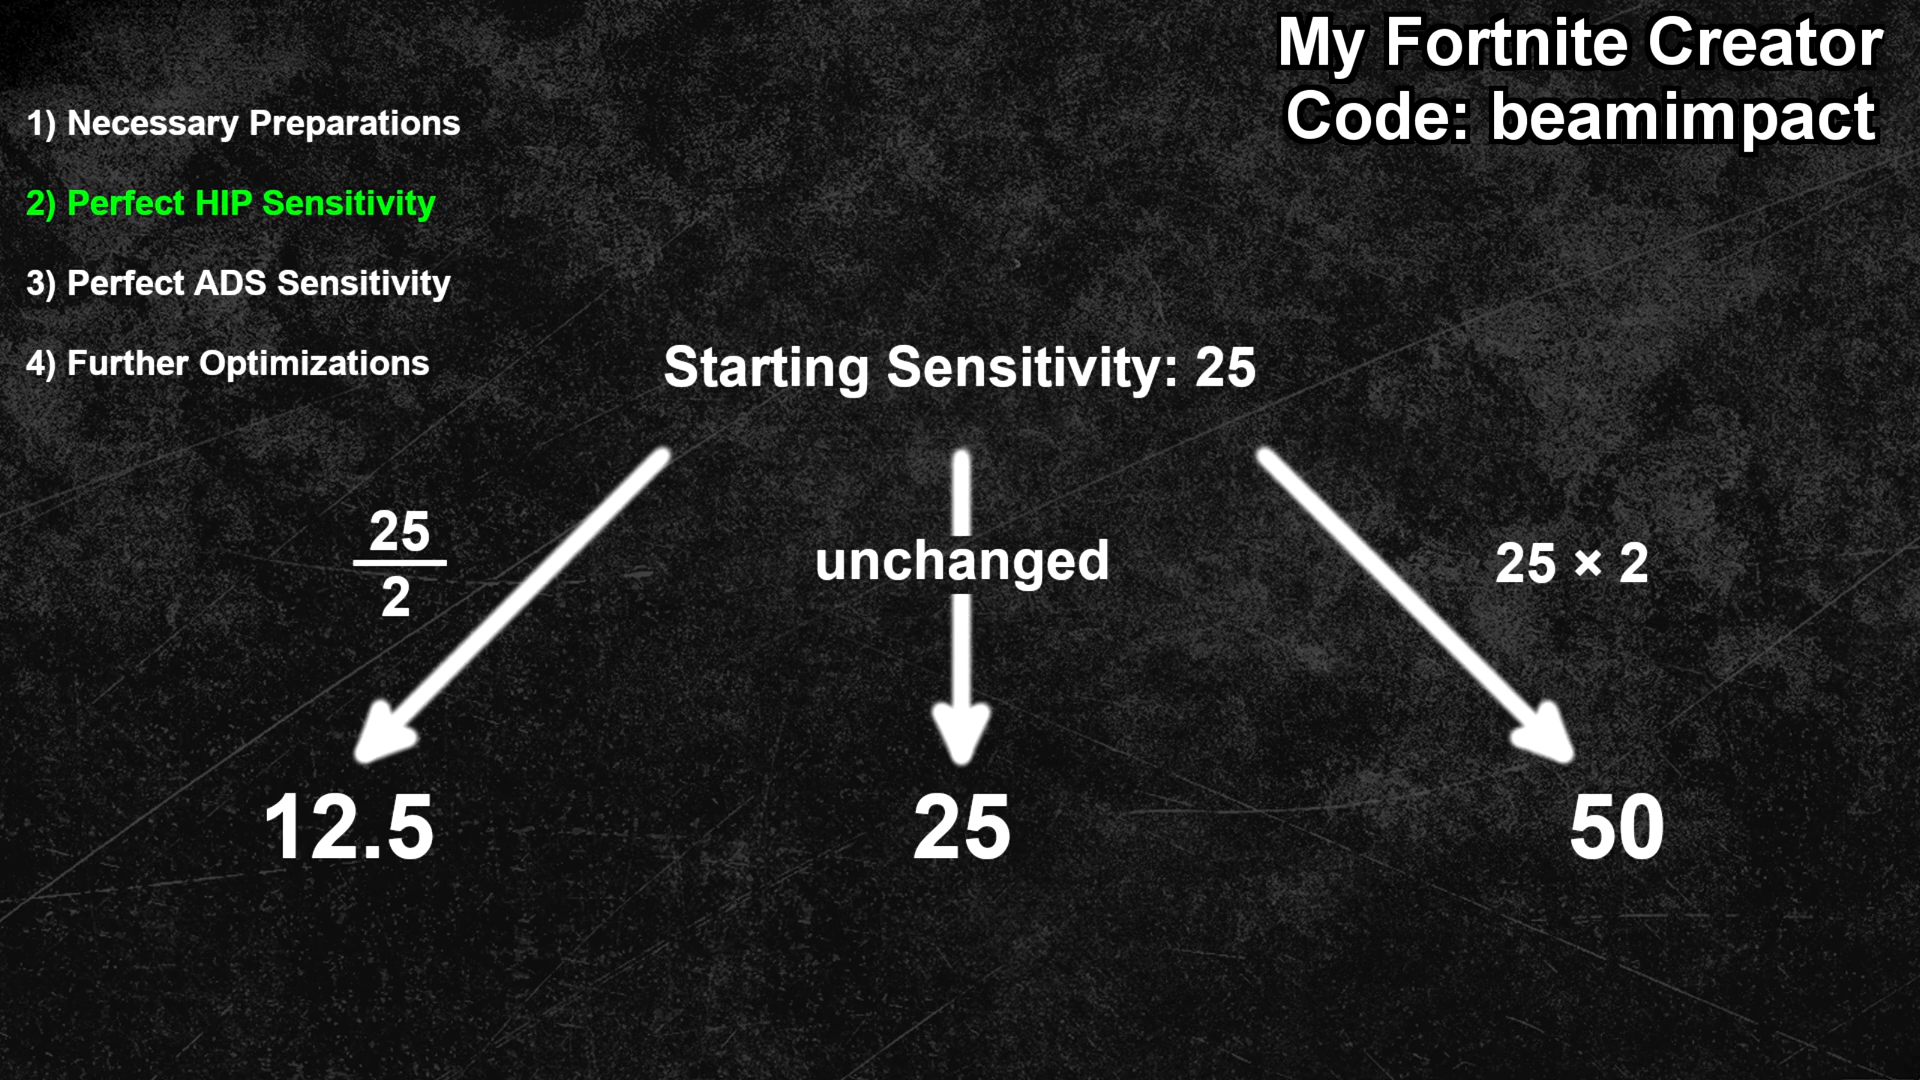 My Fortnite Creator
Code: beamimpact
1) Necessary Preparations
2) Perfect HIP Sensitivity
3) Perfect ADS Sensitivity
4) Further Optimizations
Starting Sensitivity: 25
25
2
unchanged
25 × 2
12.5
25
50